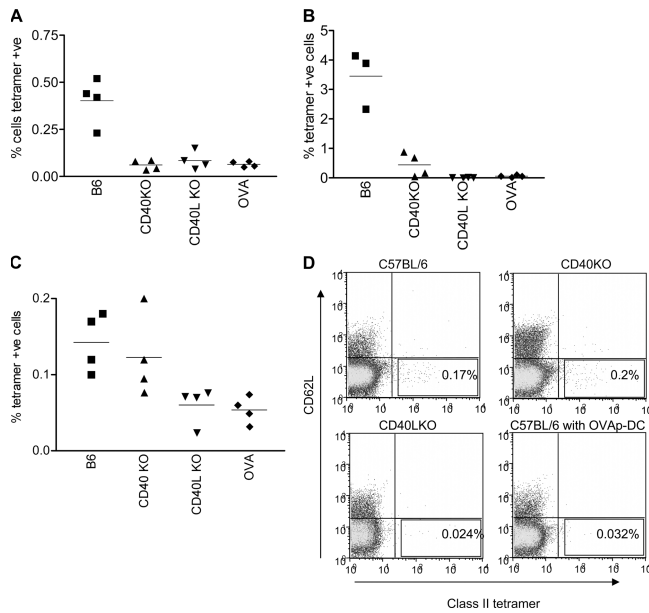 A
% cells tetramer +ve
0.75
0.50
0.25
0.00
B6
CD40KO
CD40L KO
OVA
B
% tetramer +ve cells
5
4
3
2
1
0
B6
CD40KO
CD40L KO
OVA
C
% tetramer +ve cells
0.2
0.1
0.0
B6
CD40 KO
CD40L KO
OVA
D
C57BL/6
CD40KO
0.17%
0.2%
CD40LKO
C57BL/6 with OVAp-DC
0.024%
0.032%
CD62L
Class II tetramer